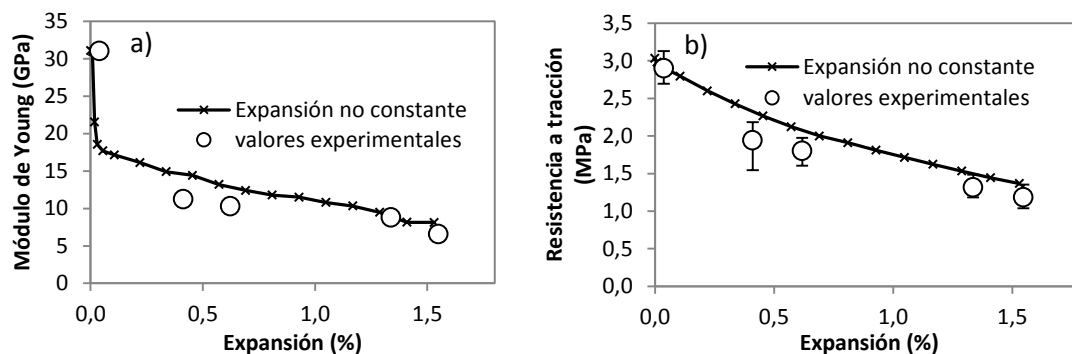 a)
Módulo de Young (GPa)
35
30
25
20
15
10
5
0
Expansión no constante
valores experimentales
0,0
0,5
1,0
1,5
Expansión (%)
b)
Resistencia a tracción
(MPa)
3,5
3,0
2,5
2,0
1,5
1,0
0,5
0,0
Expansión no constante
valores experimentales
0,0
0,5
1,0
1,5
Expansión (%)